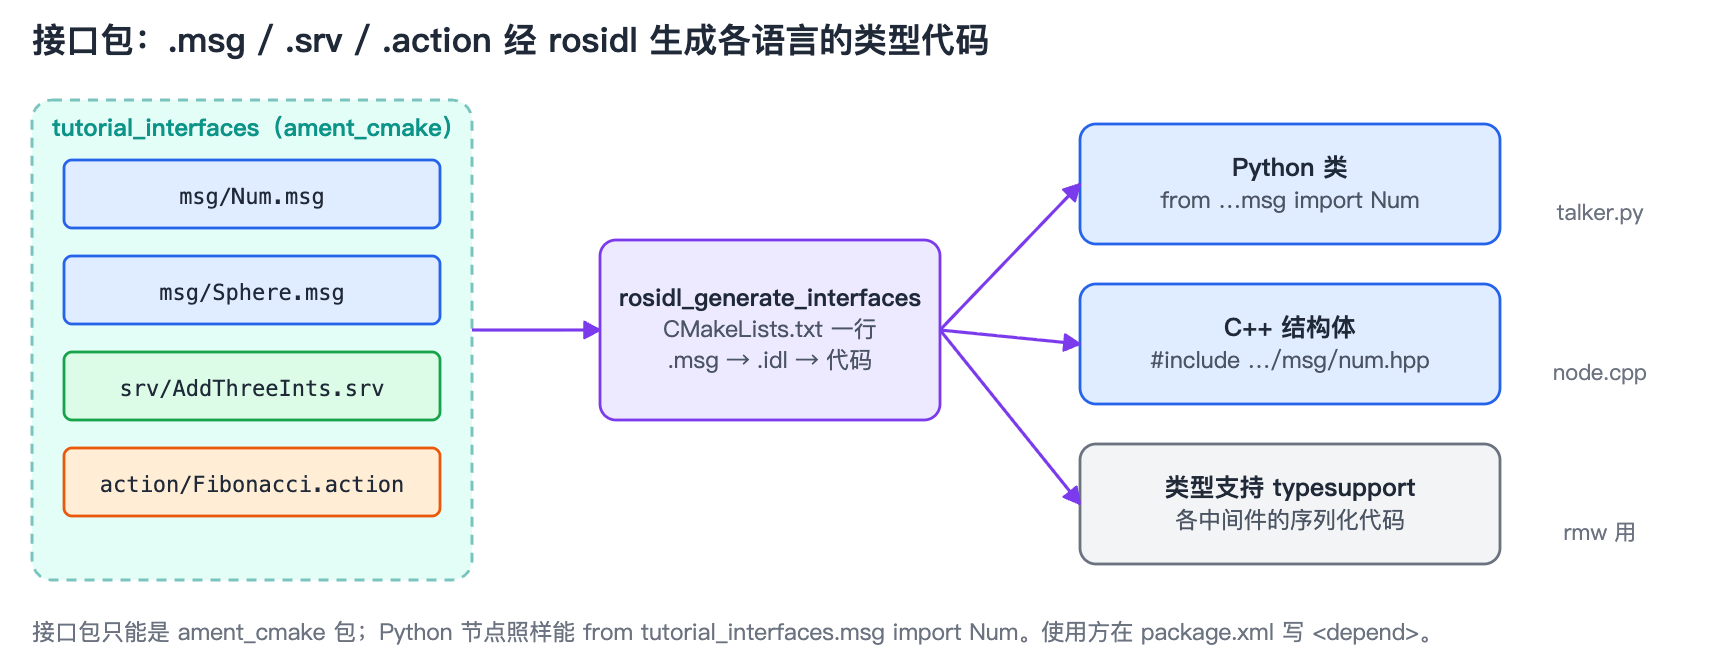 接口包：.msg / .srv / .action 经 rosidl 生成各语言的类型代码
tutorial_interfaces（ament_cmake）
msg/Num.msg
msg/Sphere.msg
srv/AddThreeInts.srv
action/Fibonacci.action
rosidl_generate_interfaces
CMakeLists.txt 一行
.msg → .idl → 代码
Python 类
from …msg import Num
talker.py
C++ 结构体
#include …/msg/num.hpp
node.cpp
类型支持 typesupport
各中间件的序列化代码
rmw 用
接口包只能是 ament_cmake 包；Python 节点照样能 from tutorial_interfaces.msg import Num。使用方在 package.xml 写 <depend>。